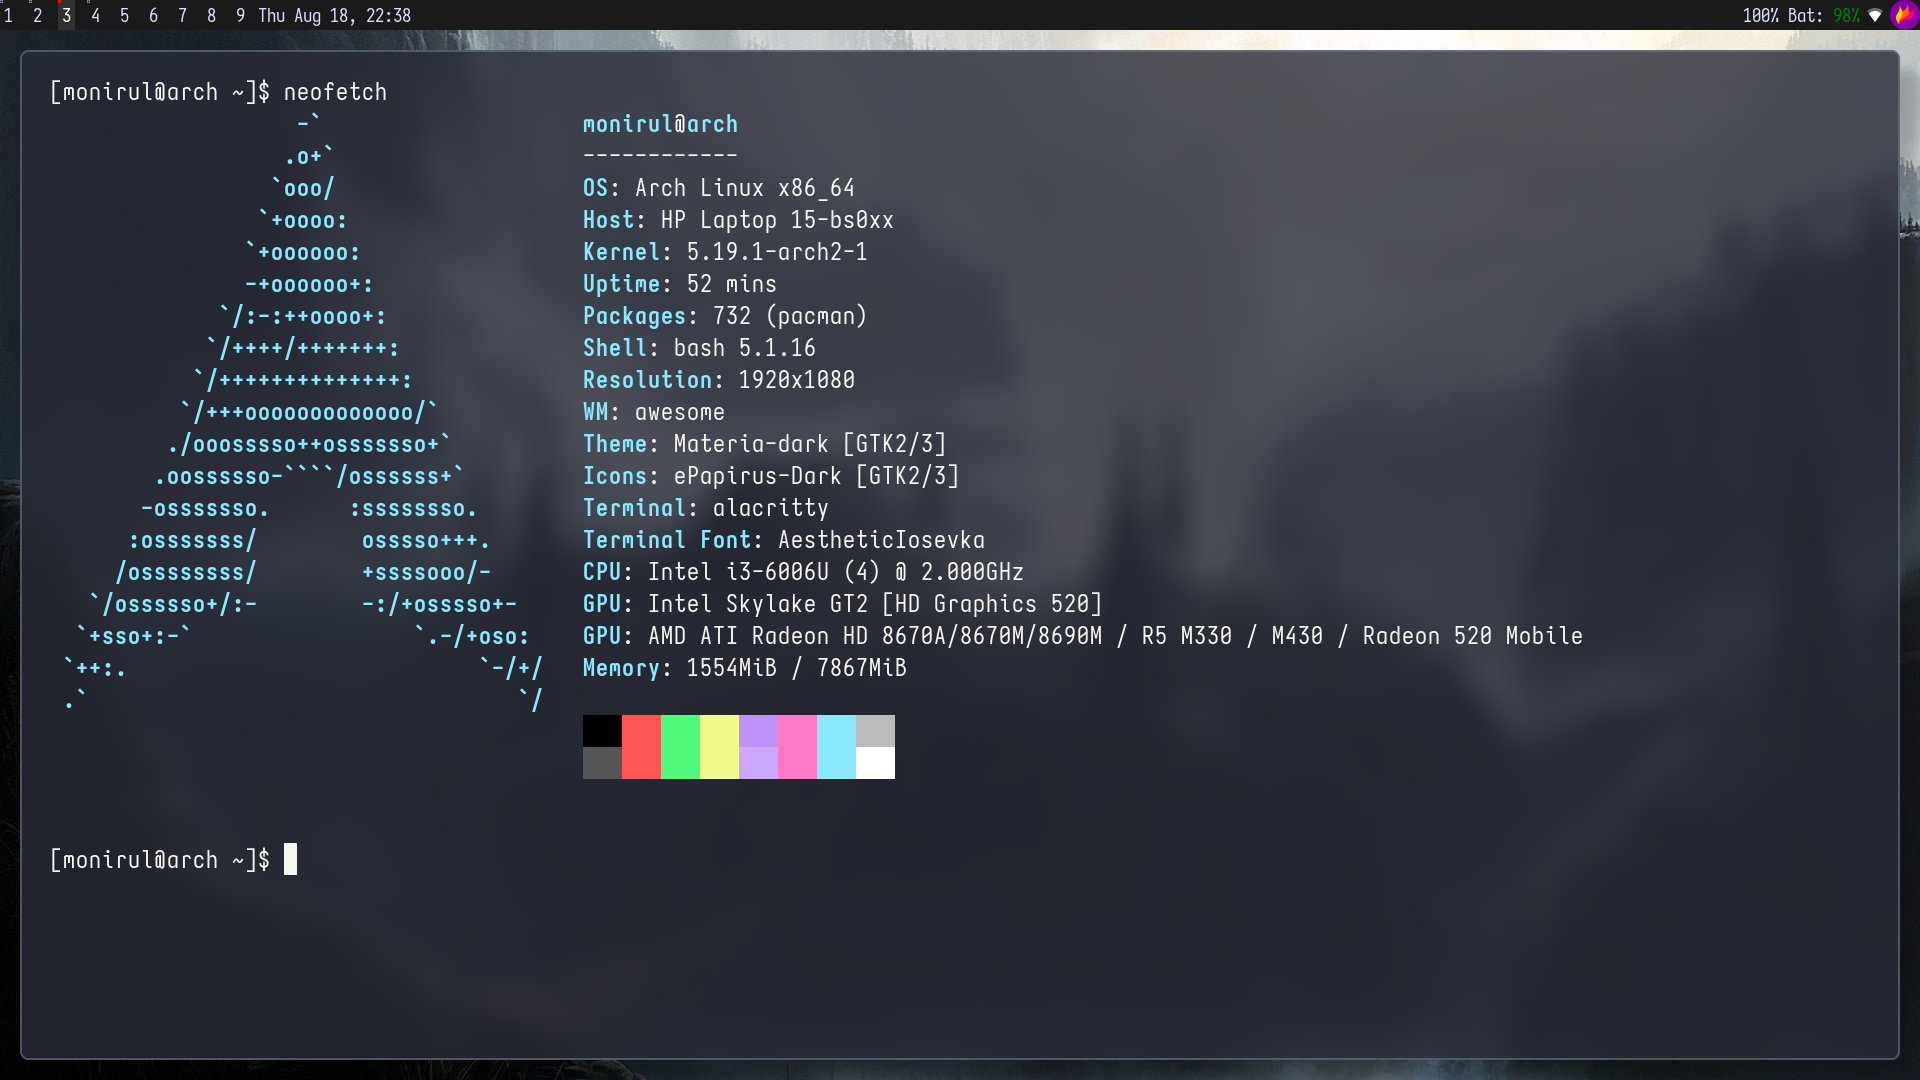 1 2 3 4 5 6 7 8 9 Thu Aug 18, 22:38 100% Bat: 98%
[monirul@arch ~]$ neofetch
                   -`                    monirul@arch
                  .o+`                   ------------
                 `ooo/                   OS: Arch Linux x86_64
                `+oooo:                  Host: HP Laptop 15-bs0xx
               `+oooooo:                 Kernel: 5.19.1-arch2-1
               -+oooooo+:                Uptime: 52 mins
             `/:-:++oooo+:               Packages: 732 (pacman)
            `/++++/+++++++:              Shell: bash 5.1.16
           `/++++++++++++++:             Resolution: 1920x1080
          `/+++ooooooooooooo/`           WM: awesome
         ./ooosssso++osssssso+`          Theme: Materia-dark [GTK2/3]
        .oossssso-````/ossssss+`         Icons: ePapirus-Dark [GTK2/3]
       -osssssso.      :ssssssso.        Terminal: alacritty
      :osssssss/        osssso+++.       Terminal Font: AestheticIosevka
     /ossssssss/        +ssssooo/-       CPU: Intel i3-6006U (4) @ 2.000GHz
   `/ossssso+/:-        -:/+osssso+-     GPU: Intel Skylake GT2 [HD Graphics 520]
  `+sso+:-`                 `.-/+oso:    GPU: AMD ATI Radeon HD 8670A/8670M/8690M / R5 M330 / M430 / Radeon 520 Mobile
 `++:.                           `-/+/   Memory: 1554MiB / 7867MiB
 .`                                 `/
[monirul@arch ~]$